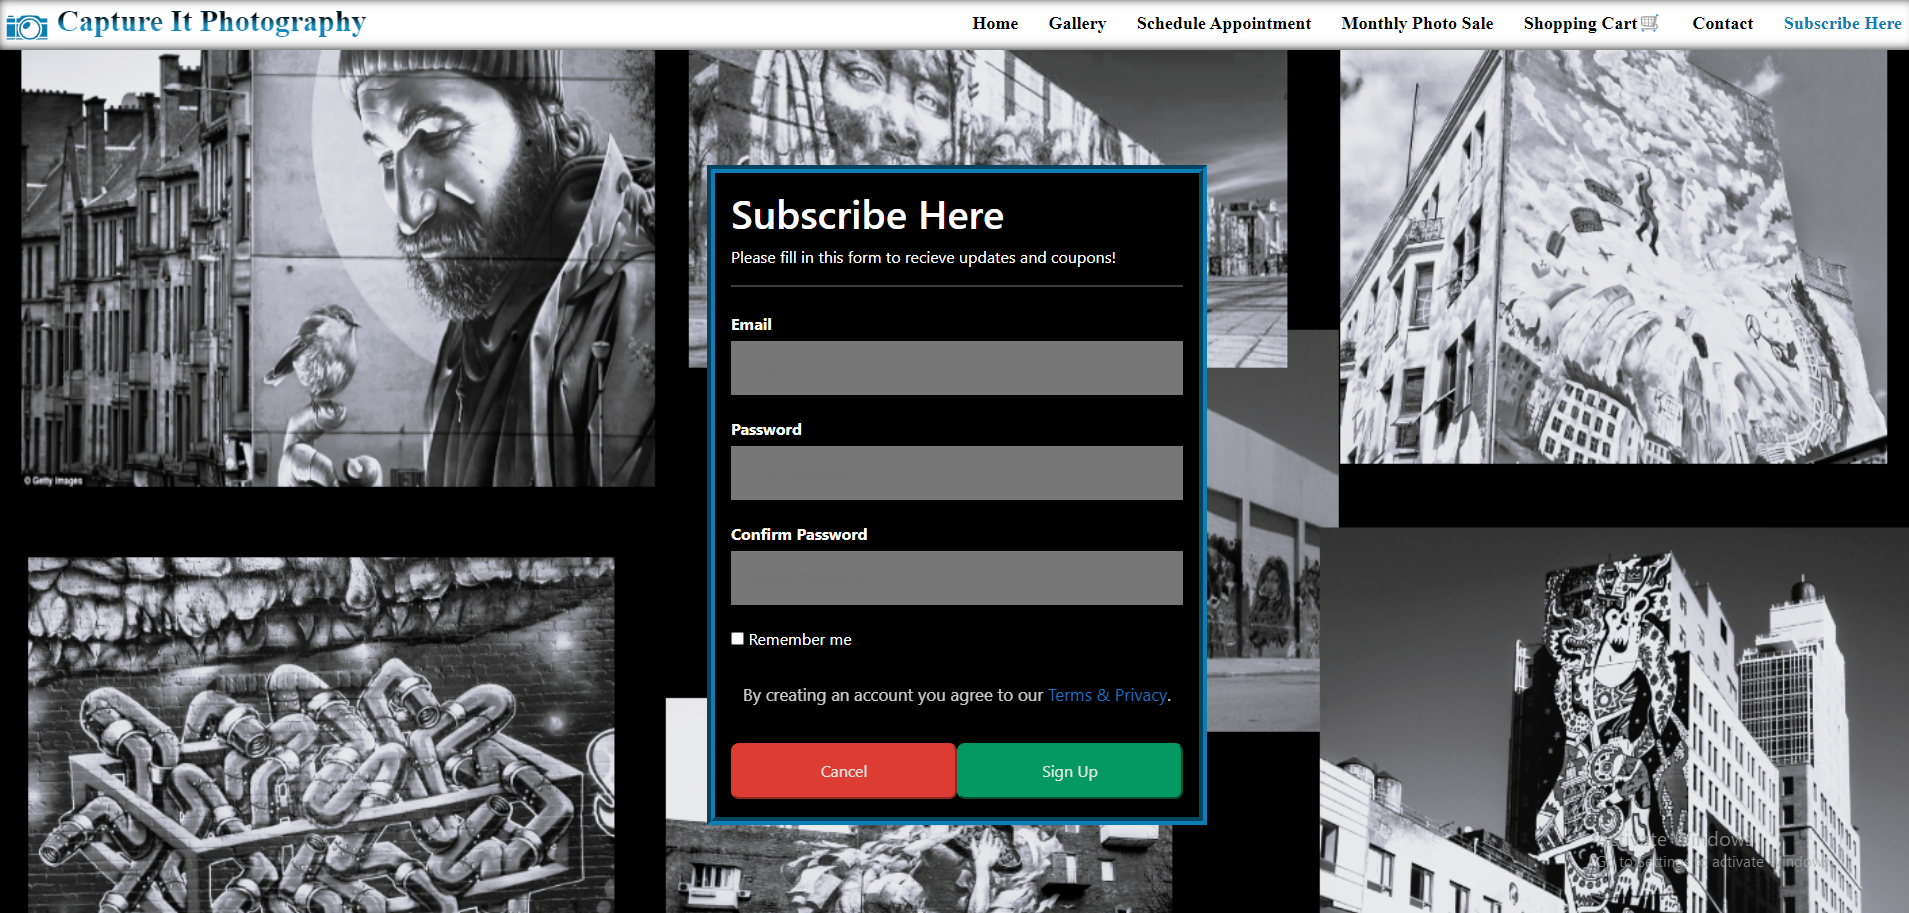 Capture It Photography
Home Gallery Schedule Appointment Monthly Photo Sale Shopping Cart Contact Subscribe Here
Subscribe Here
Please fill in this form to recieve updates and coupons!
Email
Password
Confirm Password
Remember me
By creating an account you agree to our Terms & Privacy.
Cancel Sign Up
© Getty Images
Activate Windows
Go to Settings to activate Windows.